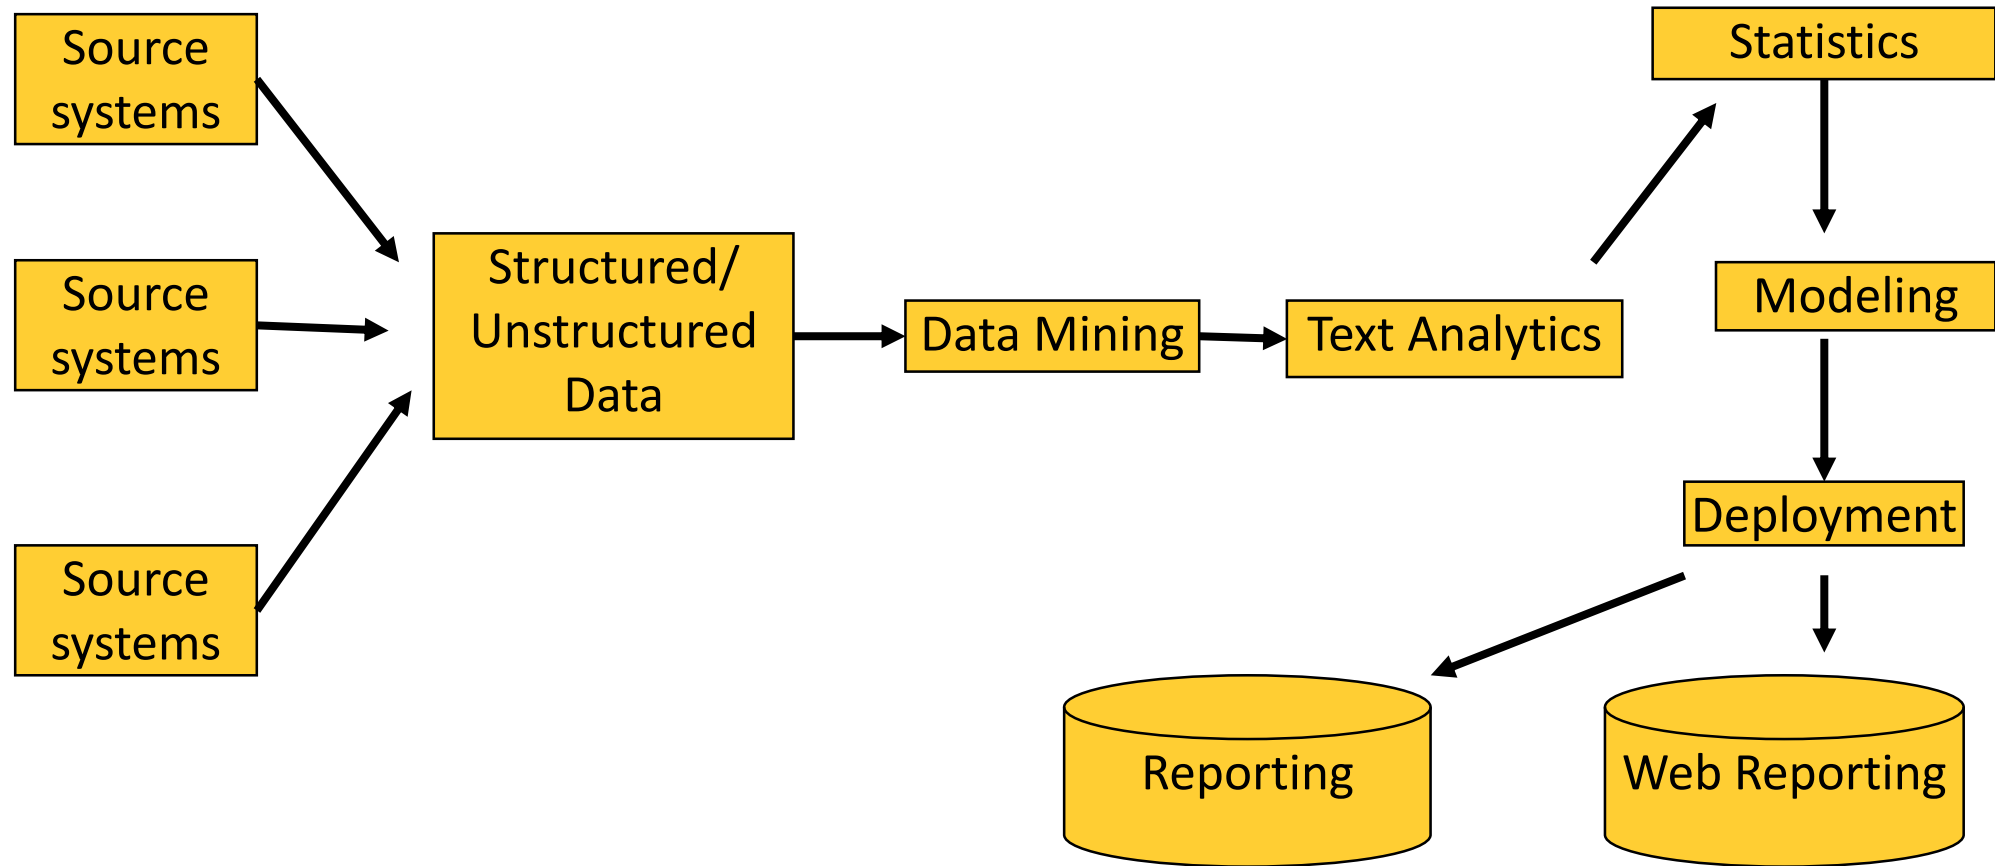 Source
systems
Source
systems
Source
systems
Structured/
Unstructured
Data
Data Mining
Text Analytics
Statistics
Modeling
Deployment
Reporting
Web Reporting